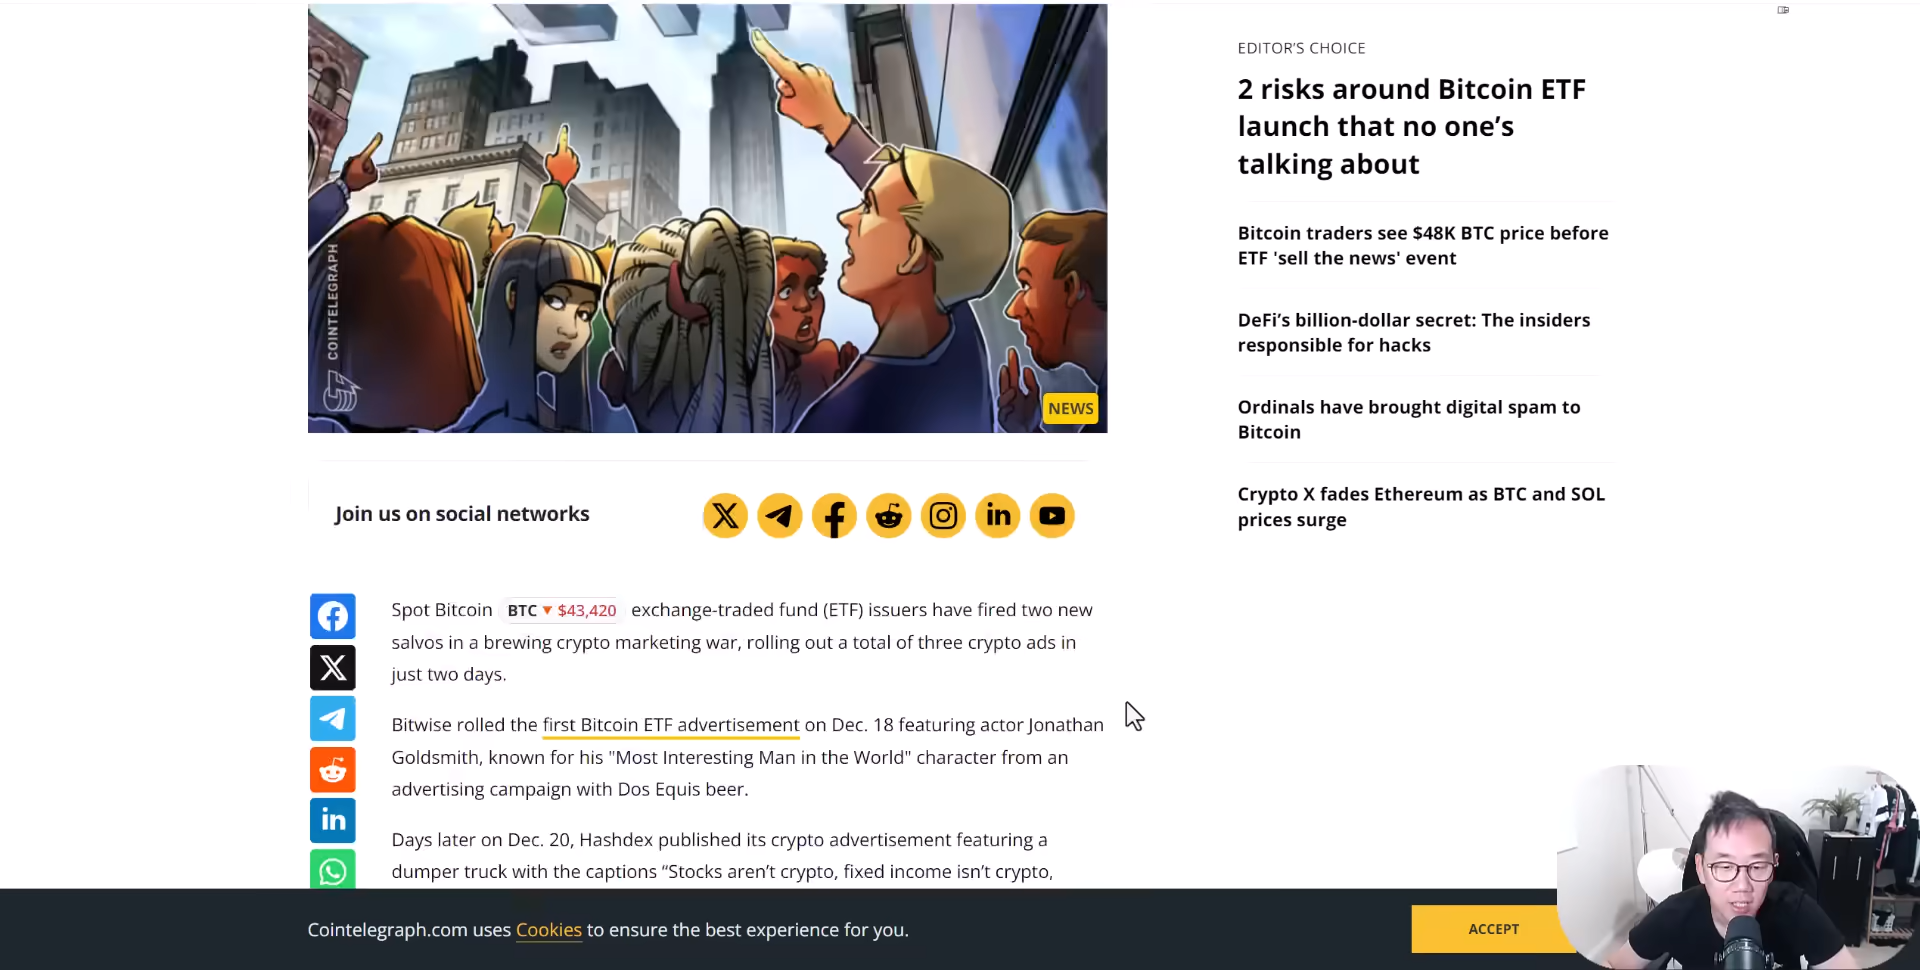 COINTELEGRAPH
NEWS
Join us on social networks
Spot Bitcoin BTC ▼ $43,420 exchange-traded fund (ETF) issuers have fired two new
salvos in a brewing crypto marketing war, rolling out a total of three crypto ads in
just two days.
Bitwise rolled the first Bitcoin ETF advertisement on Dec. 18 featuring actor Jonathan
Goldsmith, known for his "Most Interesting Man in the World" character from an
advertising campaign with Dos Equis beer.
Days later on Dec. 20, Hashdex published its crypto advertisement featuring a
dumper truck with the captions “Stocks aren’t crypto, fixed income isn’t crypto,
EDITOR’S CHOICE
2 risks around Bitcoin ETF
launch that no one’s
talking about
Bitcoin traders see $48K BTC price before
ETF 'sell the news' event
DeFi’s billion-dollar secret: The insiders
responsible for hacks
Ordinals have brought digital spam to
Bitcoin
Crypto X fades Ethereum as BTC and SOL
prices surge
Cointelegraph.com uses Cookies to ensure the best experience for you.
ACCEPT